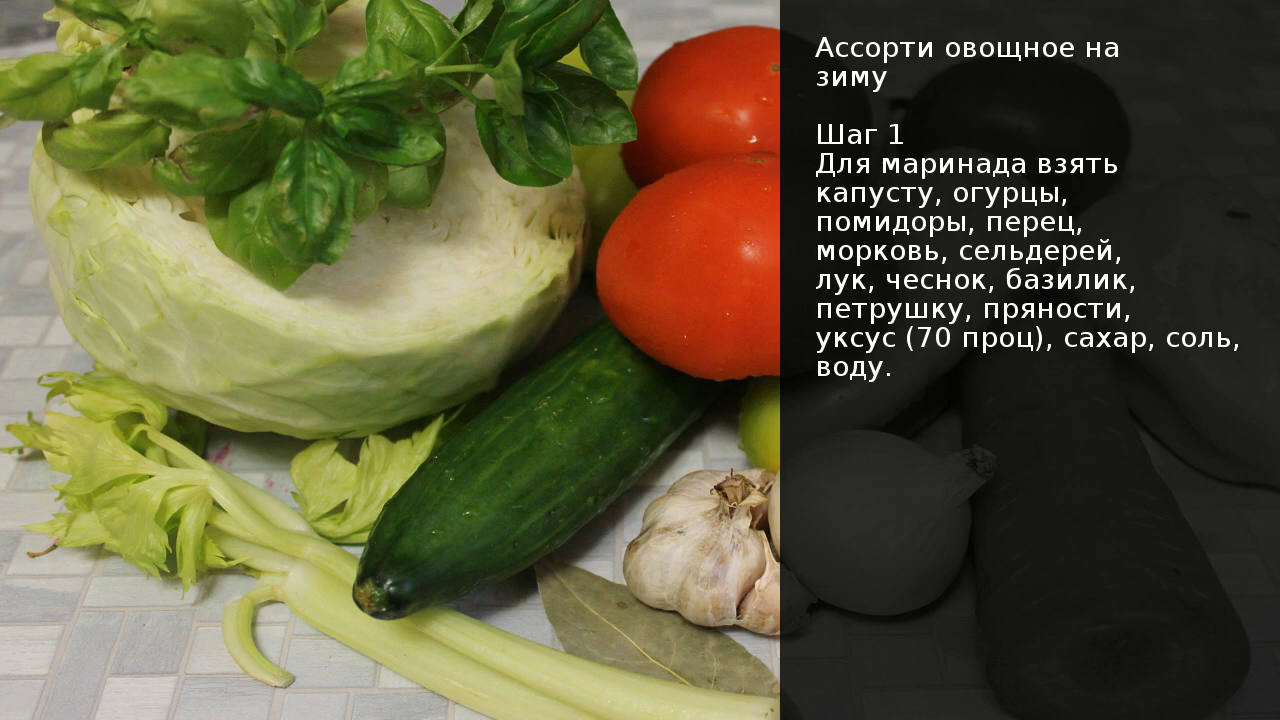 Ассорти овощное на
зиму
Шаг 1
Для маринада взять
капусту, огурцы,
помидоры, перец,
морковь, сельдерей,
лук, чеснок, базилик,
петрушку, пряности,
уксус (70 проц), сахар, соль,
воду.